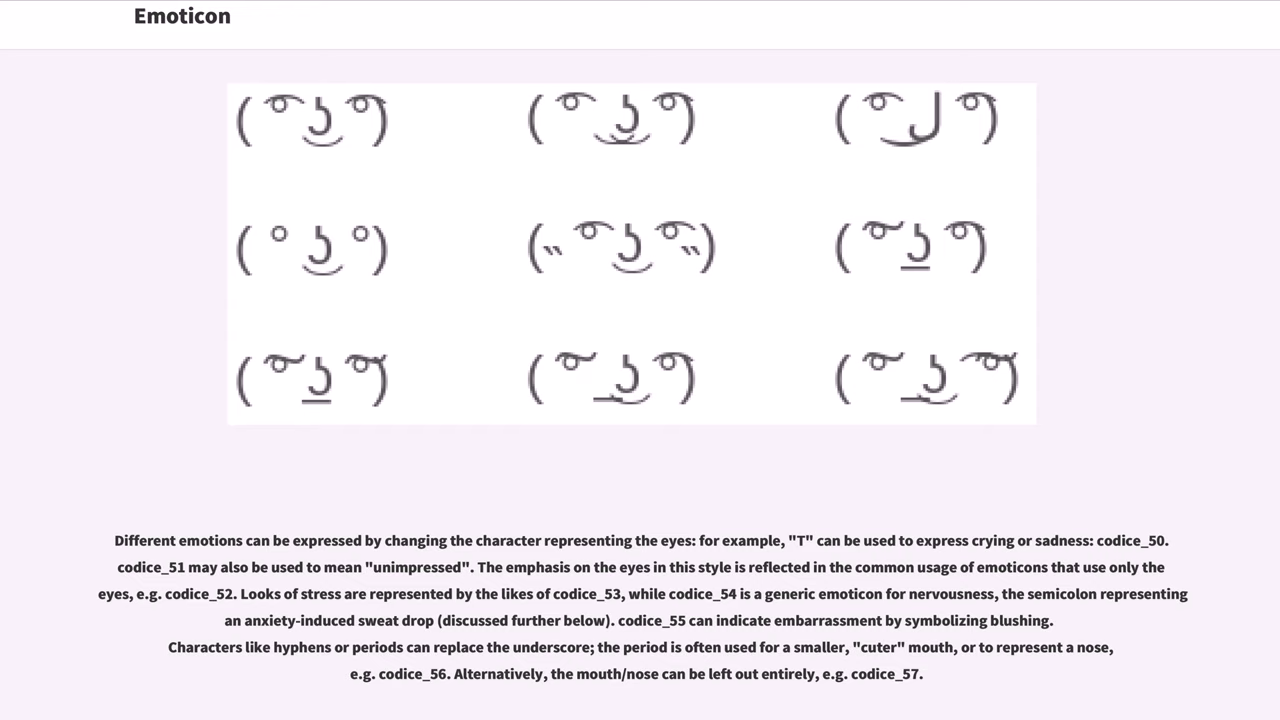 Emoticon
( ͡° ͜ʖ ͡°)
( ͡° ͜ʖ͜ ͡°)
( ͡° ͜ل ͡°)
( ° ͜ʖ °)
(〃 ͡° ͜ʖ ͡°〃)
( ͠° ͟ʖ ͡°)
( ͠° ͟ʖ ͠°)
( ͠° ͟ʖ͜ ͡°)
( ͠° ͟ʖ͜ ͡°͠)
Different emotions can be expressed by changing the character representing the eyes: for example, "T" can be used to express crying or sadness: codice_50.
codice_51 may also be used to mean "unimpressed". The emphasis on the eyes in this style is reflected in the common usage of emoticons that use only the
eyes, e.g. codice_52. Looks of stress are represented by the likes of codice_53, while codice_54 is a generic emoticon for nervousness, the semicolon representing
an anxiety-induced sweat drop (discussed further below). codice_55 can indicate embarrassment by symbolizing blushing.
Characters like hyphens or periods can replace the underscore; the period is often used for a smaller, "cuter" mouth, or to represent a nose,
e.g. codice_56. Alternatively, the mouth/nose can be left out entirely, e.g. codice_57.